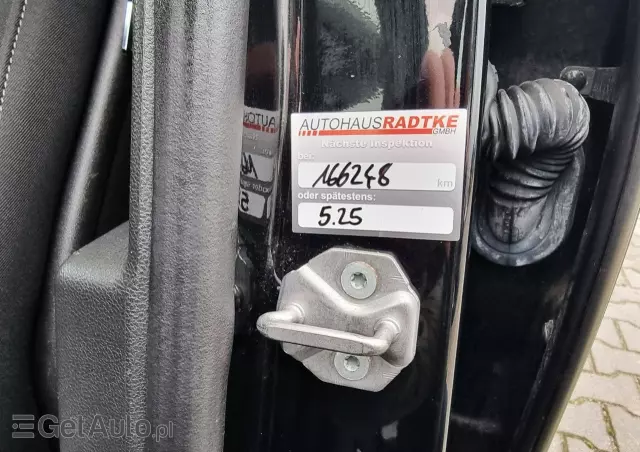 AUTOHAUSRADTKE
GMBH
Nächste Inspektion
bei:
166248 km
oder spätestens:
5.25
GetAuto.pl